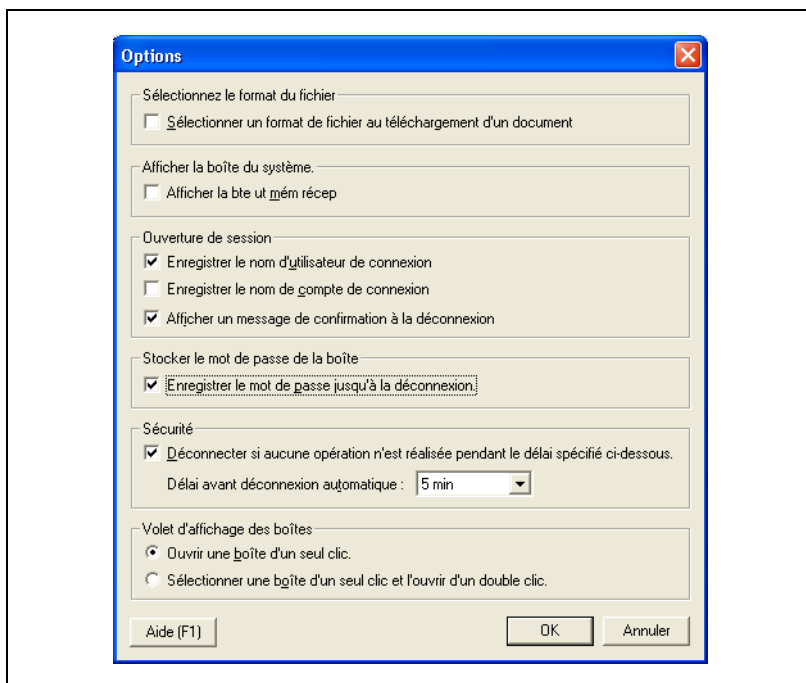 Options
Sélectionnez le format du fichier
Sélectionner un format de fichier au téléchargement d'un document
Afficher la boîte du système.
Afficher la bte ut mém récep
Ouverture de session
Enregistrer le nom d'utilisateur de connexion
Enregistrer le nom de compte de connexion
Afficher un message de confirmation à la déconnexion
Stocker le mot de passe de la boîte
Enregistrer le mot de passe jusqu'à la déconnexion.
Sécurité
Déconnecter si aucune opération n'est réalisée pendant le délai spécifié ci-dessous.
Délai avant déconnexion automatique : 5 min
Volet d'affichage des boîtes
Ouvrir une boîte d'un seul clic.
Sélectionner une boîte d'un seul clic et l'ouvrir d'un double clic.
Aide (F1) OK Annuler